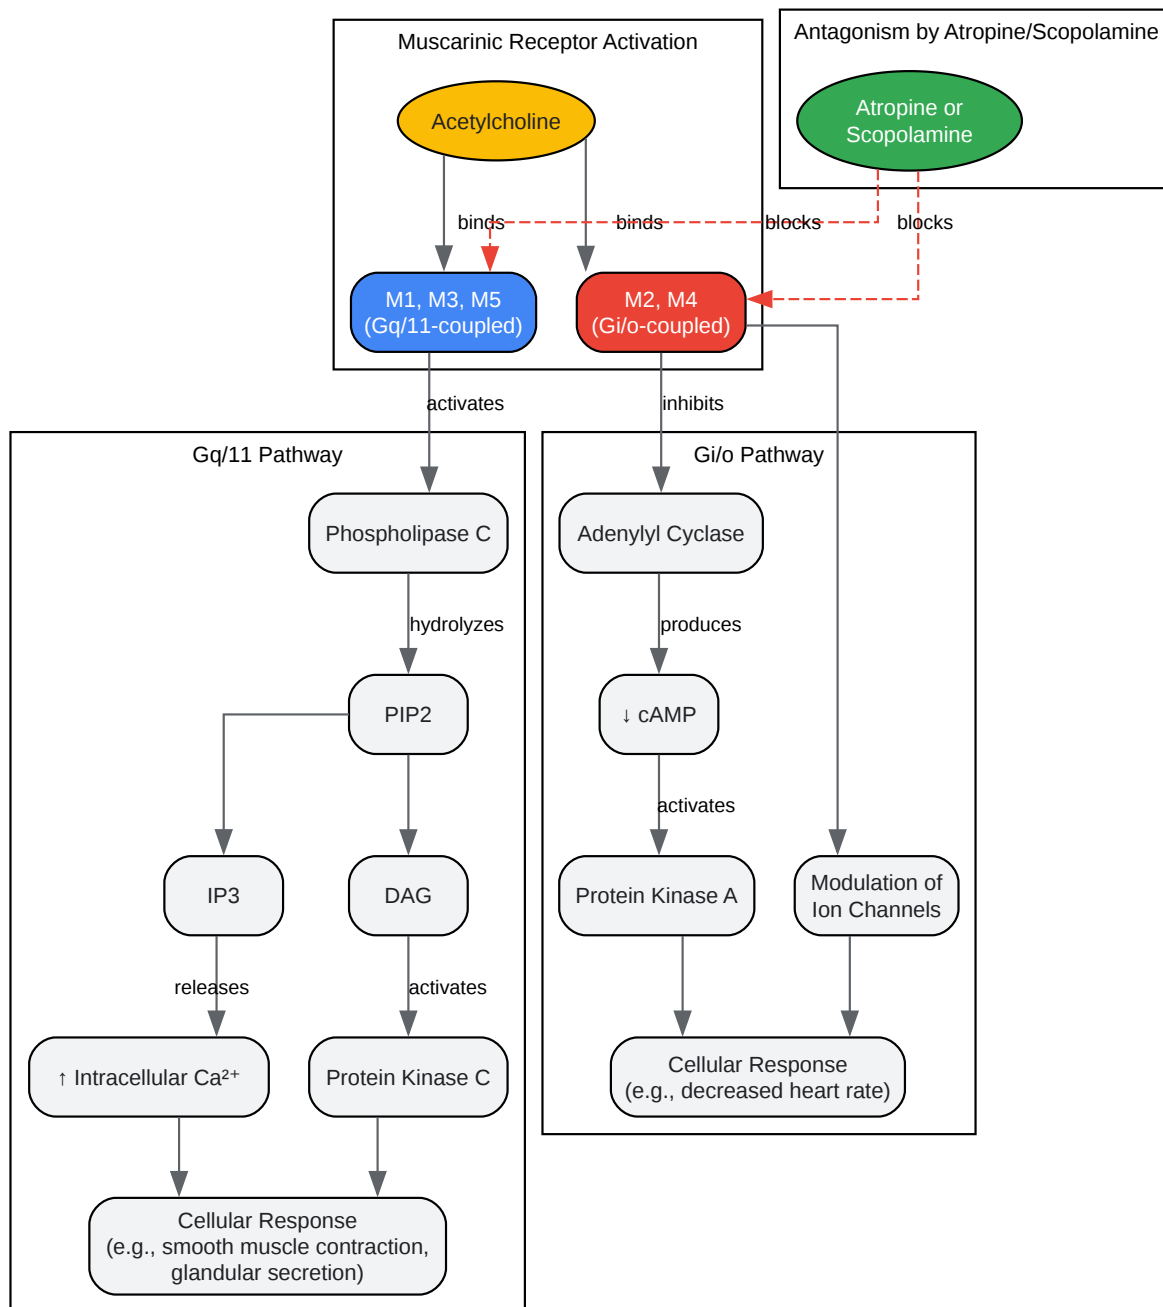 Muscarinic Receptor Activation
Antagonism by Atropine/Scopolamine
Acetylcholine
Atropine or
Scopolamine
binds
binds
blocks
blocks
M1, M3, M5
(Gq/11-coupled)
M2, M4
(Gi/o-coupled)
activates
inhibits
Gq/11 Pathway
Gi/o Pathway
Phospholipase C
Adenylyl Cyclase
hydrolyzes
produces
PIP2
↓ cAMP
activates
IP3
DAG
Protein Kinase A
Modulation of
Ion Channels
releases
activates
↑ Intracellular Ca²⁺
Protein Kinase C
Cellular Response
(e.g., decreased heart rate)
Cellular Response
(e.g., smooth muscle contraction,
glandular secretion)